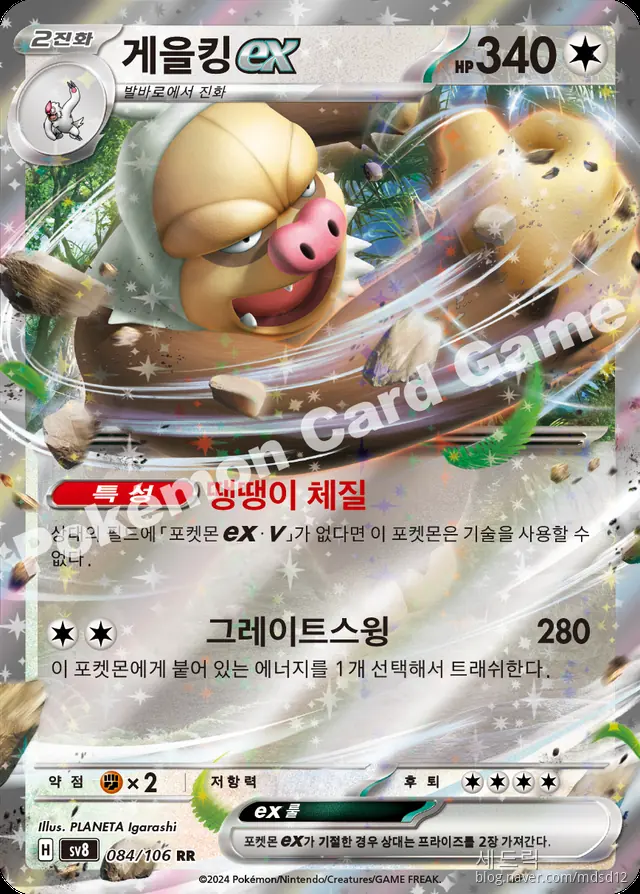 2진화
게을킹 ex
HP 340
발바로에서 진화
Pokémon Card Game
특성 땡땡이 체질
상대의 필드에 「포켓몬 ex · V」가 없다면 이 포켓몬은 기술을 사용할 수
없다.
그레이트스윙 280
이 포켓몬에게 붙어 있는 에너지를 1개 선택해서 트래쉬한다.
약점 ×2 저항력 후퇴
ex 룰
포켓몬 ex가 기절한 경우 상대는 프라이즈를 2장 가져간다.
Illus. PLANETA Igarashi
H sv8 084/106 RR
©2024 Pokémon/Nintendo/Creatures/GAME FREAK.
세드릭
blog.naver.com/mdsd12